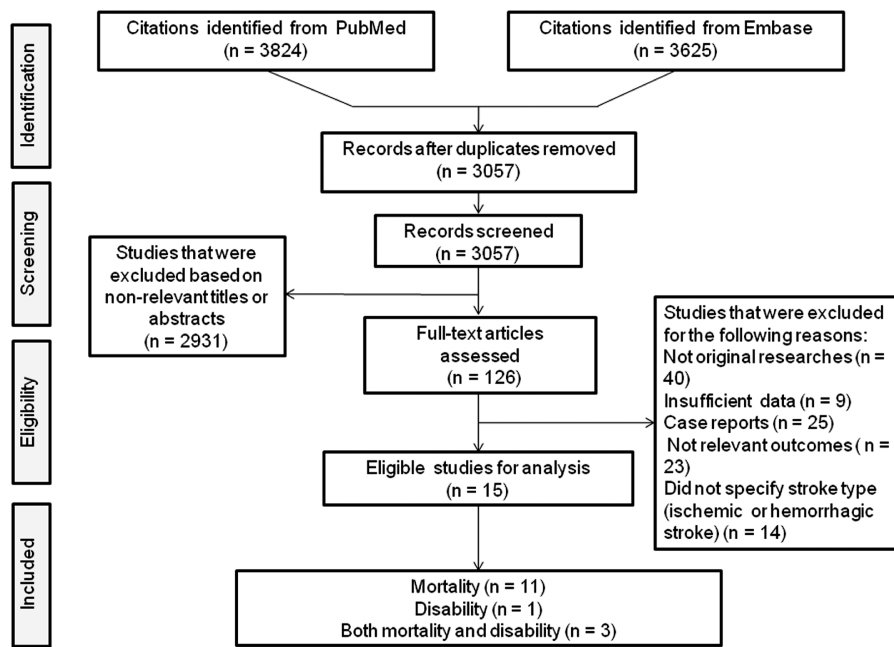 Identification
Citations identified from PubMed
(n = 3824)
Citations identified from Embase
(n = 3625)
Records after duplicates removed
(n = 3057)
Screening
Records screened
(n = 3057)
Studies that were
excluded based on
non-relevant titles or
abstracts
(n = 2931)
Full-text articles
assessed
(n = 126)
Eligibility
Studies that were excluded
for the following reasons:
Not original researches (n =
40)
Insufficient data (n = 9)
Case reports (n = 25)
Not relevant outcomes ( n =
23)
Did not specify stroke type
(ischemic or hemorrhagic
stroke) (n = 14)
Eligible studies for analysis
(n = 15)
Included
Mortality (n = 11)
Disability (n = 1)
Both mortality and disability (n = 3)